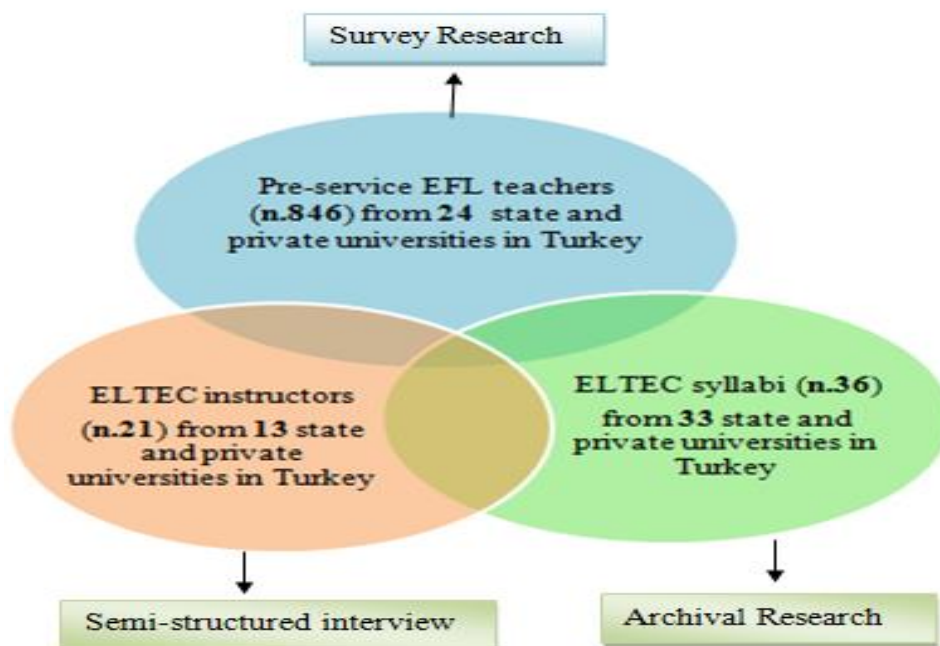 Survey Research
Pre-service EFL teachers
(n.846) from 24 state and
private universities in Turkey
ELTEC instructors
(n.21) from 13 state
and private
universities in Turkey
ELTEC syllabi (n.36)
from 33 state and
private universities in
Turkey
Semi-structured interview
Archival Research